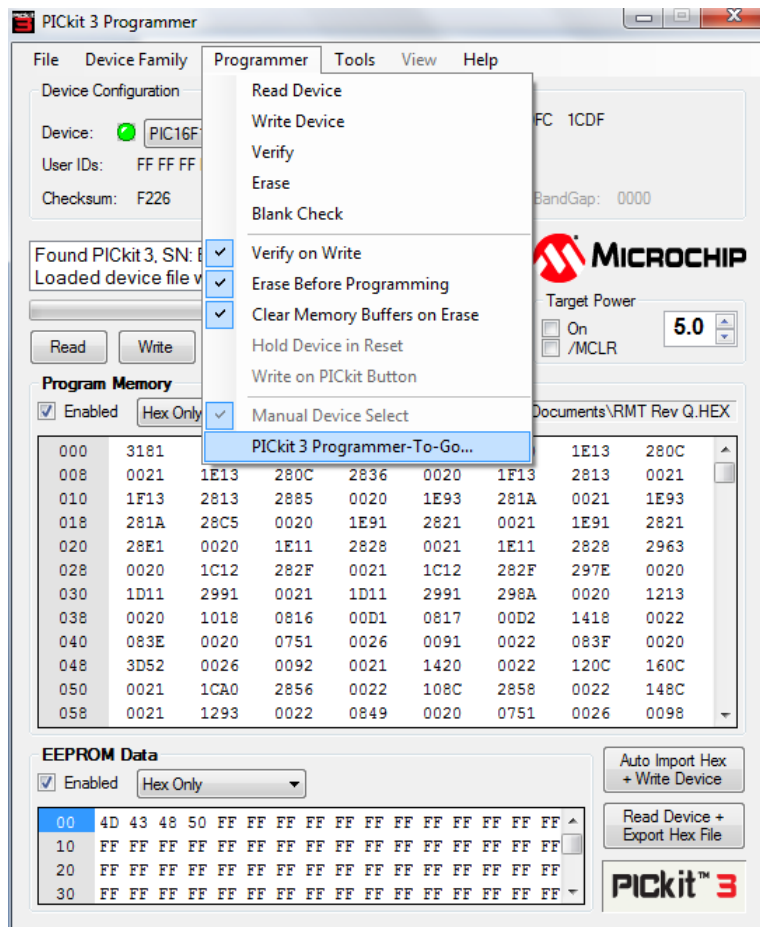 PICkit 3 Programmer
File Device Family Programmer Tools View Help
Device Configuration
Device: PIC16F
FC 1CDF
User IDs: FF FF FF
Checksum: F226
BandGap: 0000
Read Device
Write Device
Verify
Erase
Blank Check
Verify on Write
Erase Before Programming
Clear Memory Buffers on Erase
Hold Device in Reset
Write on PICkit Button
Manual Device Select
PICkit 3 Programmer-To-Go...
Found PICkit 3, SN:
Loaded device file
MICROCHIP
Target Power
On
/MCLR
5.0
Read Write
Program Memory
Enabled Hex Only
Documents\RMT Rev Q.HEX
000 3181 1E13 280C
008 0021 1E13 280C 2836 0020 1F13 2813 0021
010 1F13 2813 2885 0020 1E93 281A 0021 1E93
018 281A 28C5 0020 1E91 2821 0021 1E91 2821
020 28E1 0020 1E11 2828 0021 1E11 2828 2963
028 0020 1C12 282F 0021 1C12 282F 297E 0020
030 1D11 2991 0021 1D11 2991 298A 0020 1213
038 0020 1018 0816 00D1 0817 00D2 1418 0022
040 083E 0020 0751 0026 0091 0022 083F 0020
048 3D52 0026 0092 0021 1420 0022 120C 160C
050 0021 1CA0 2856 0022 108C 2858 0022 148C
058 0021 1293 0022 0849 0020 0751 0026 0098
EEPROM Data
Enabled Hex Only
00 4D 43 48 50 FF FF FF FF FF FF FF FF FF FF FF FF
10 FF FF FF FF FF FF FF FF FF FF FF FF FF FF FF FF
20 FF FF FF FF FF FF FF FF FF FF FF FF FF FF FF FF
30 FF FF FF FF FF FF FF FF FF FF FF FF FF FF FF FF
Auto Import Hex
+ Write Device
Read Device +
Export Hex File
PICkit™ 3